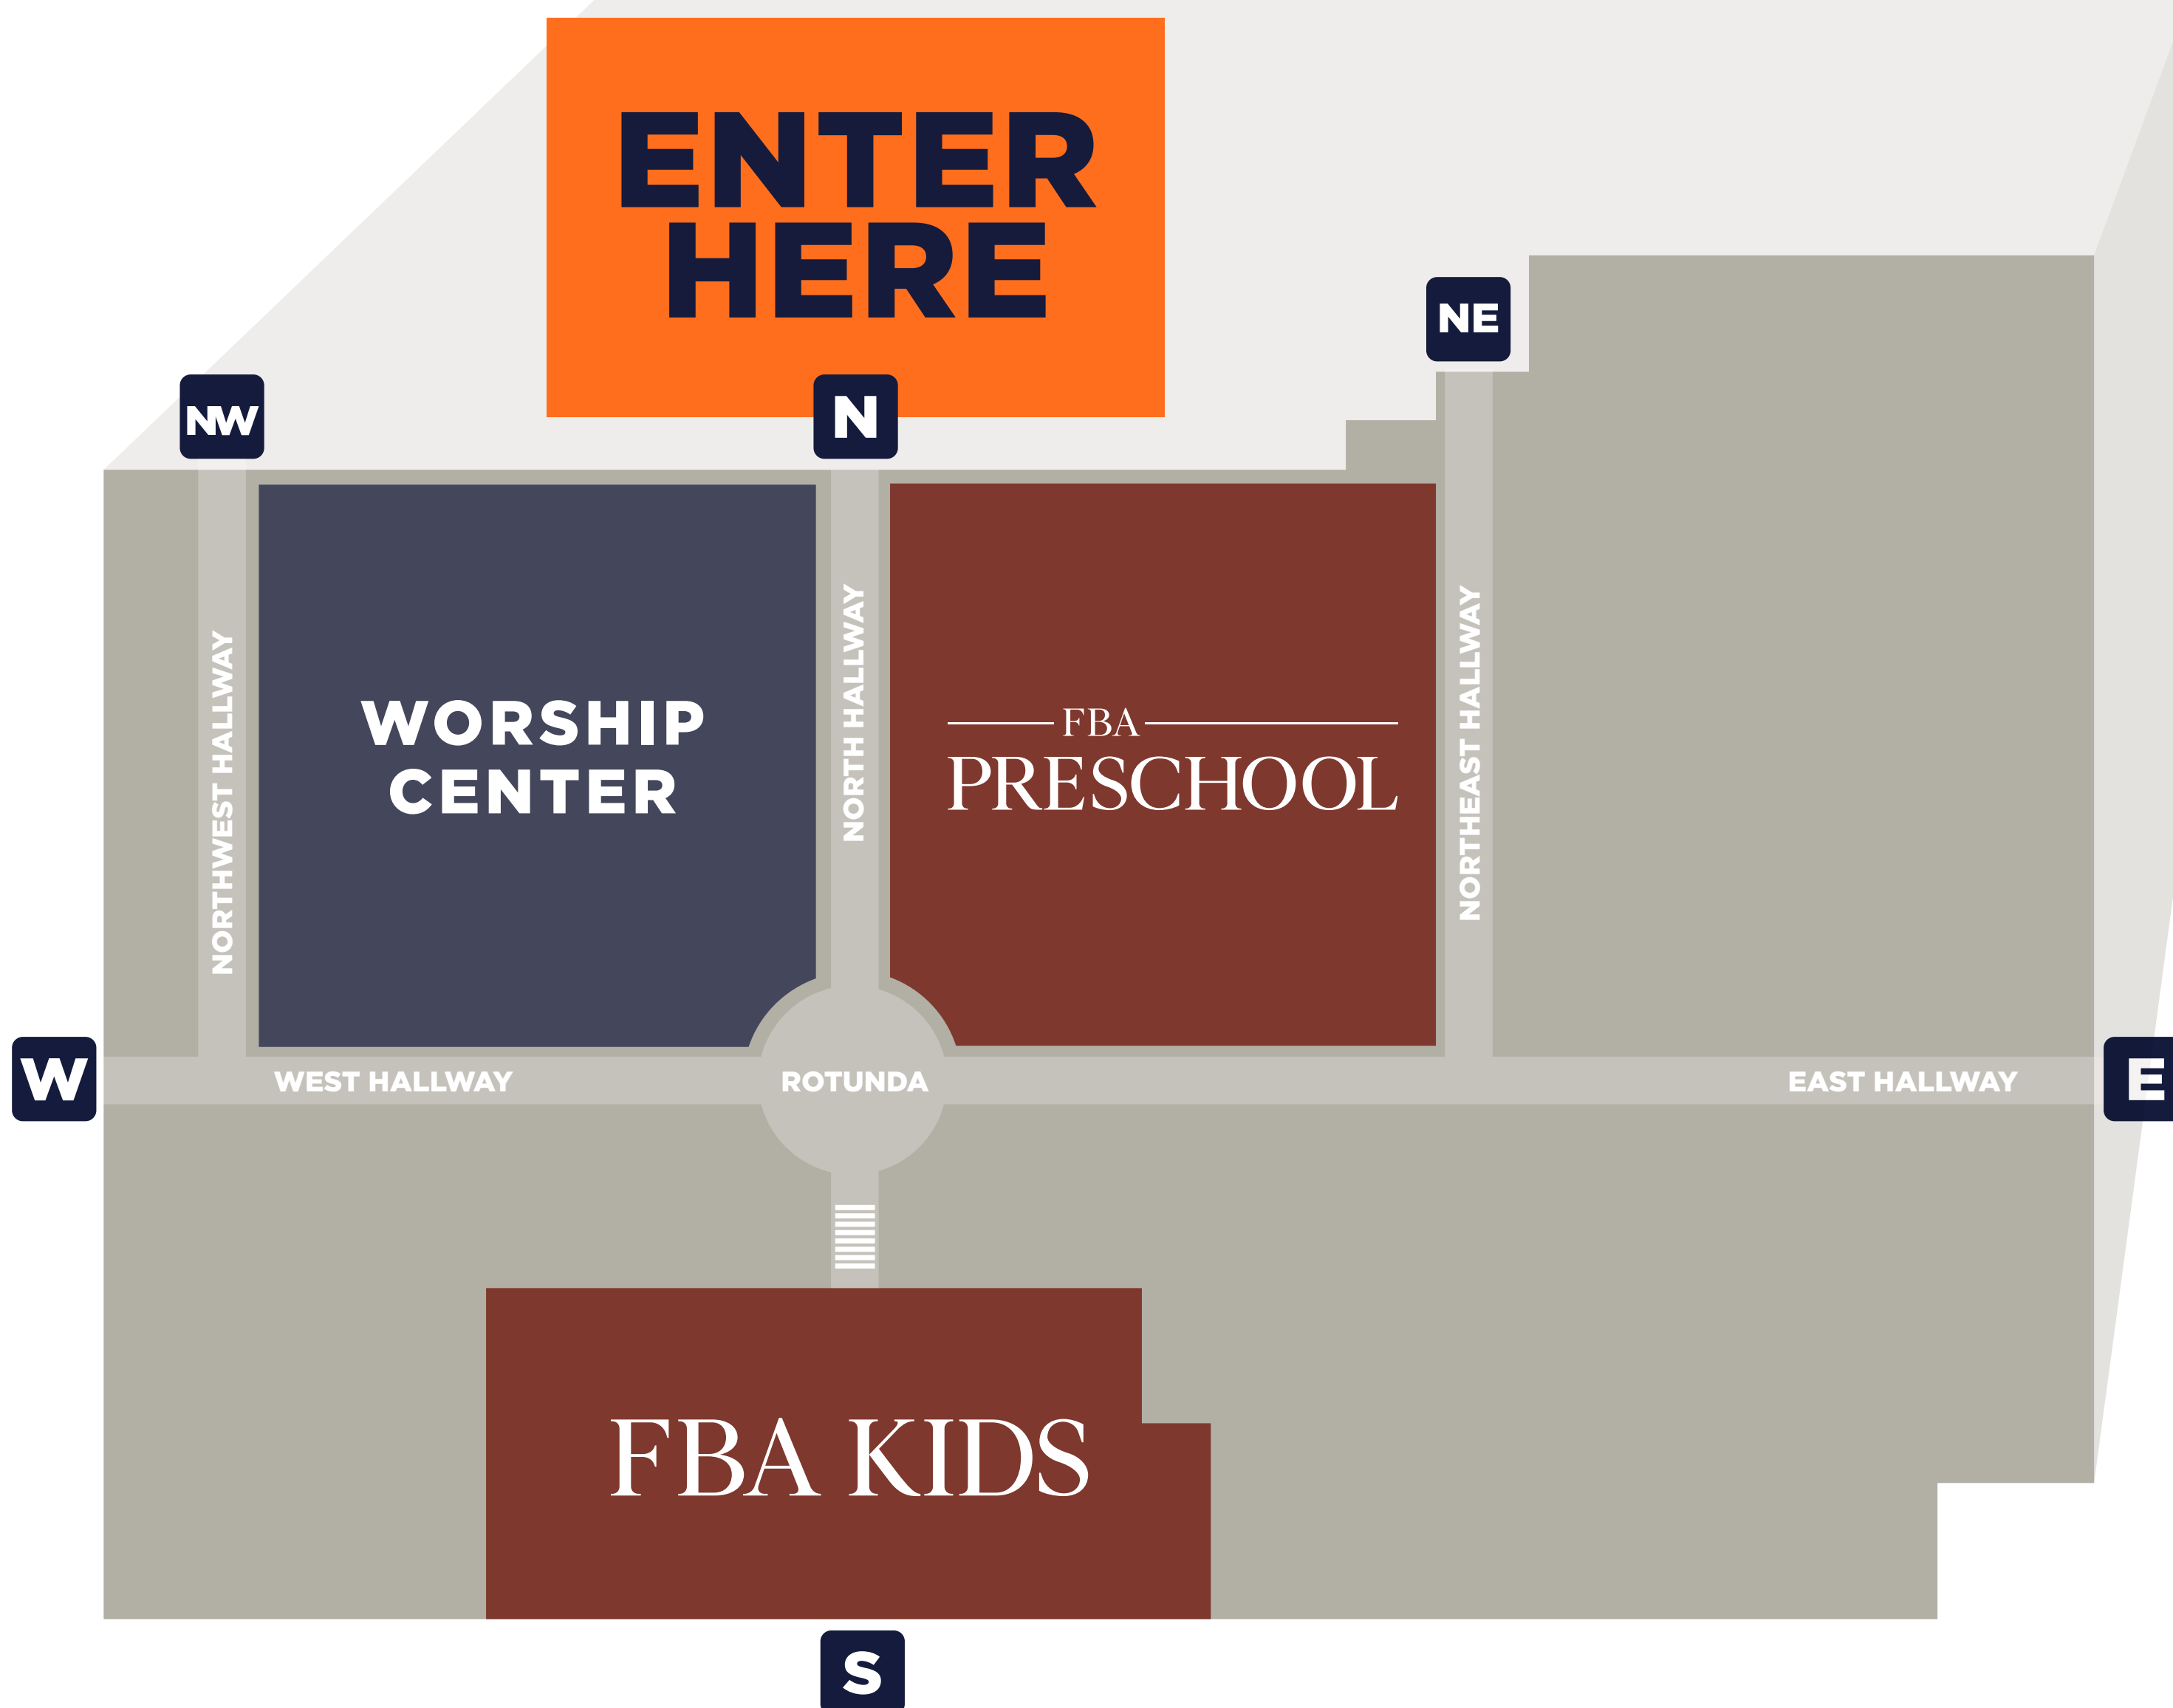 ENTER
HERE
NE
NW
N
NORTHWEST HALLWAY
WORSHIP
CENTER
NORTH HALLWAY
FBA
PRESCHOOL
NORTHEAST HALLWAY
W
WEST HALLWAY
ROTUNDA
EAST HALLWAY
E
FBA KIDS
S